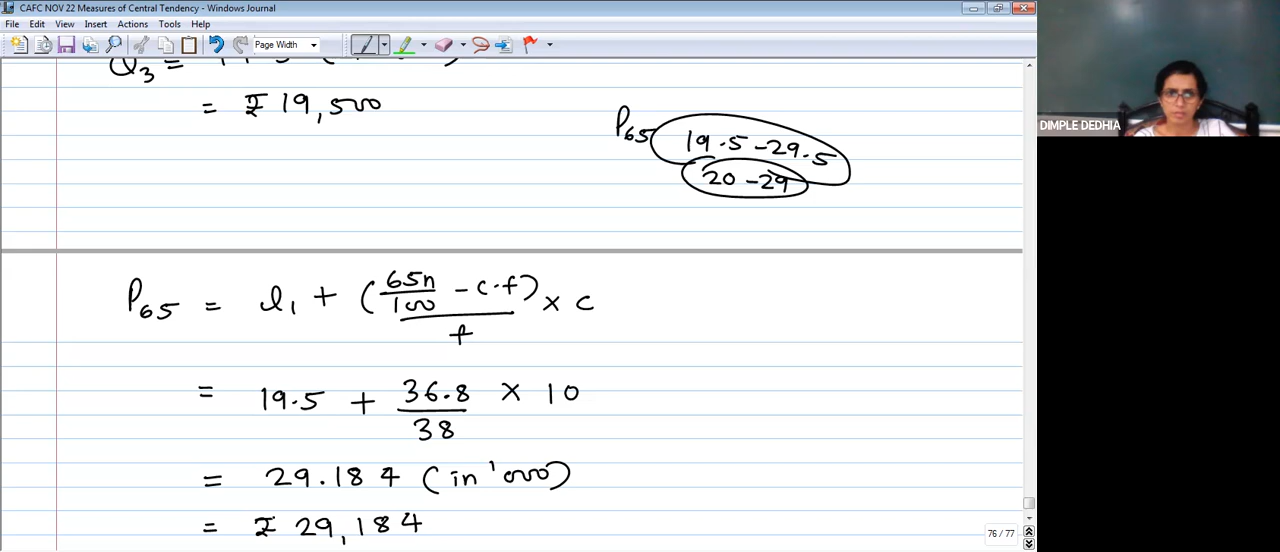 CAFC NOV 22 Measures of Central Tendency - Windows Journal
File Edit View Insert Actions Tools Help
Page Width
Q3 =
= ₹ 19,500
P65 19.5 - 29.5
20 - 29
DIMPLE DEDHIA
P65 = l1 + (65n/100 - c.f)/f × c
= 19.5 + 36.8/38 × 10
= 29.184 (in '000)
= ₹ 29,184
76 / 77